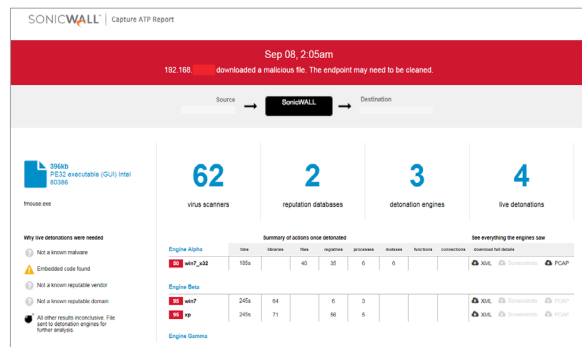 SONICWALL | Capture ATP Report
Sep 08, 2:05am
192.168. downloaded a malicious file. The endpoint may need to be cleaned.
Source
SonicWALL
Destination
396kb
PE32 executable (GUI) Intel
80386
fmouse.exe
62
virus scanners
2
reputation databases
3
detonation engines
4
live detonations
Why live detonations were needed
Not a known malware
Embedded code found
Not a known reputable vendor
Not a known reputable domain
All other results inconclusive. File
sent to detonation engines for
further analysis.
Summary of actions once detonated
See everything the engines saw
Engine Alpha time libraries files registries processes mutexes functions connections download full details
50 win7_x32 185s 40 35 6 6 XML Screenshots PCAP
Engine Beta
95 win7 245s 64 6 3 XML Screenshots PCAP
95 xp 245s 71 56 5 XML Screenshots PCAP
Engine Gamma